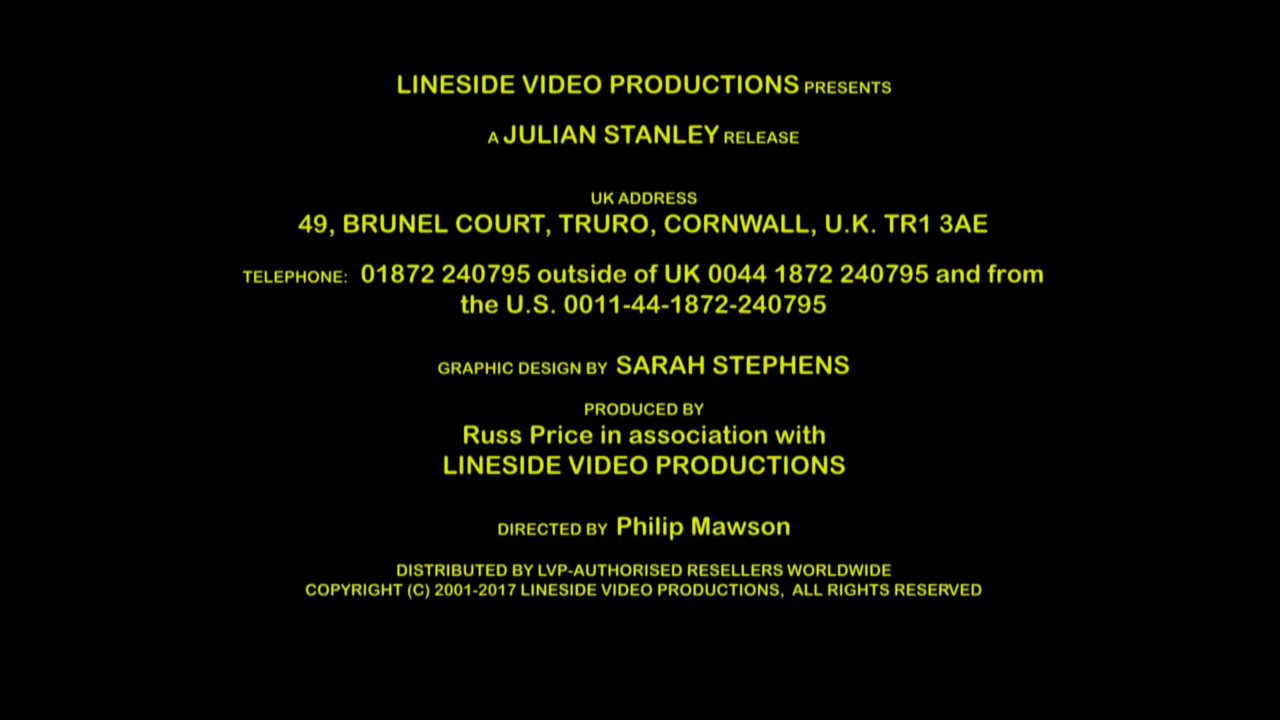 LINESIDE VIDEO PRODUCTIONS PRESENTS
A JULIAN STANLEY RELEASE
UK ADDRESS
49, BRUNEL COURT, TRURO, CORNWALL, U.K. TR1 3AE
TELEPHONE: 01872 240795 outside of UK 0044 1872 240795 and from
the U.S. 0011-44-1872-240795
GRAPHIC DESIGN BY SARAH STEPHENS
PRODUCED BY
Russ Price in association with
LINESIDE VIDEO PRODUCTIONS
DIRECTED BY Philip Mawson
DISTRIBUTED BY LVP-AUTHORISED RESELLERS WORLDWIDE
COPYRIGHT (C) 2001-2017 LINESIDE VIDEO PRODUCTIONS, ALL RIGHTS RESERVED